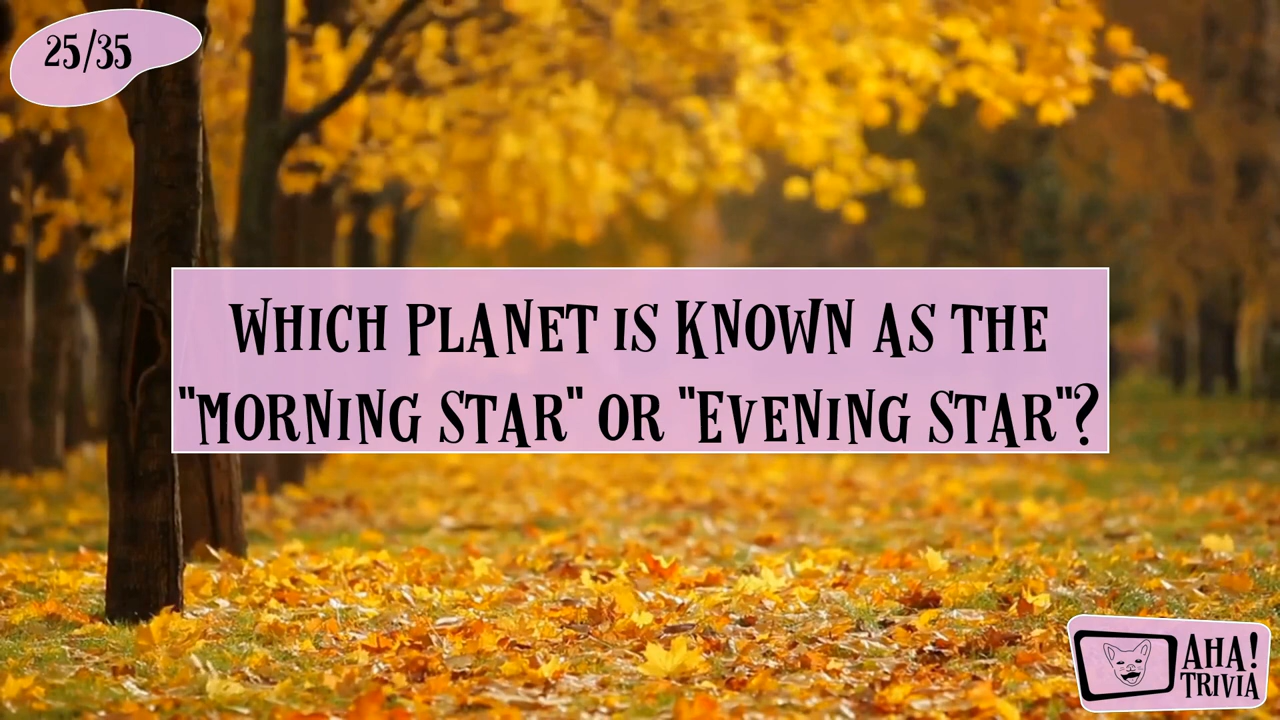 25/35
WHICH PLANET IS KNOWN AS THE
"MORNING STAR" OR "EVENING STAR"?
AHA!
TRIVIA